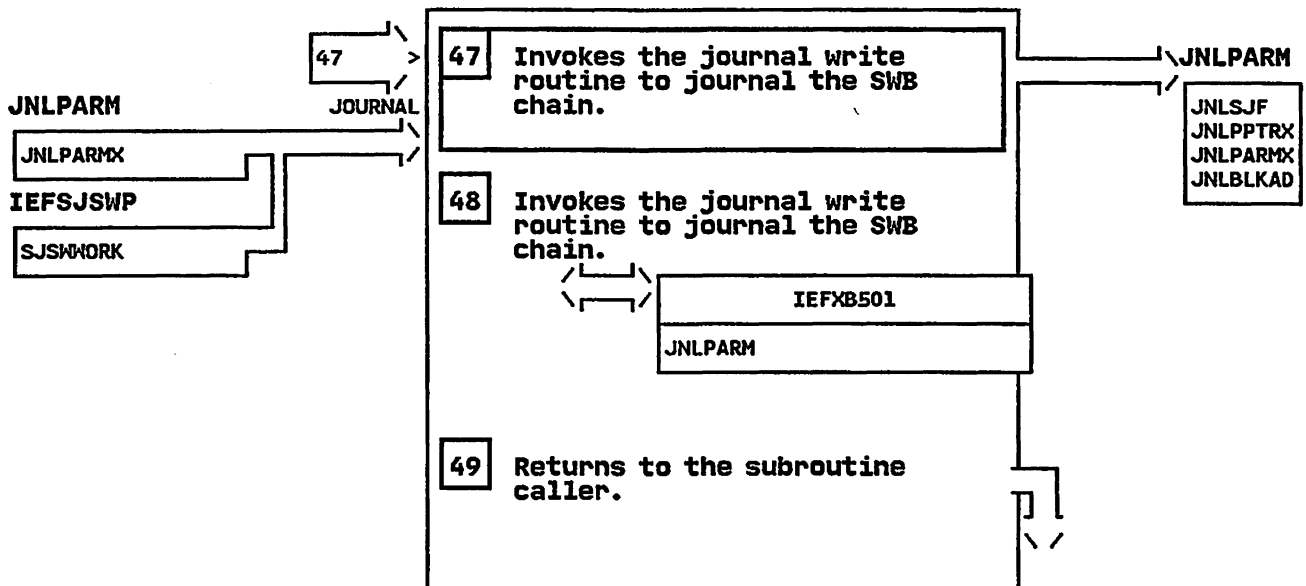 47
47 Invokes the journal write
routine to journal the SWB
chain.
JNLPARM
JNLPARM
JOURNAL
JNLSJF
JNLPPTRX
JNLPARMX
JNLBLKAD
JNLPARMX
IEFSJSWP
SJSWWORK
48 Invokes the journal write
routine to journal the SWB
chain.
IEFXB501
JNLPARM
49 Returns to the subroutine
caller.